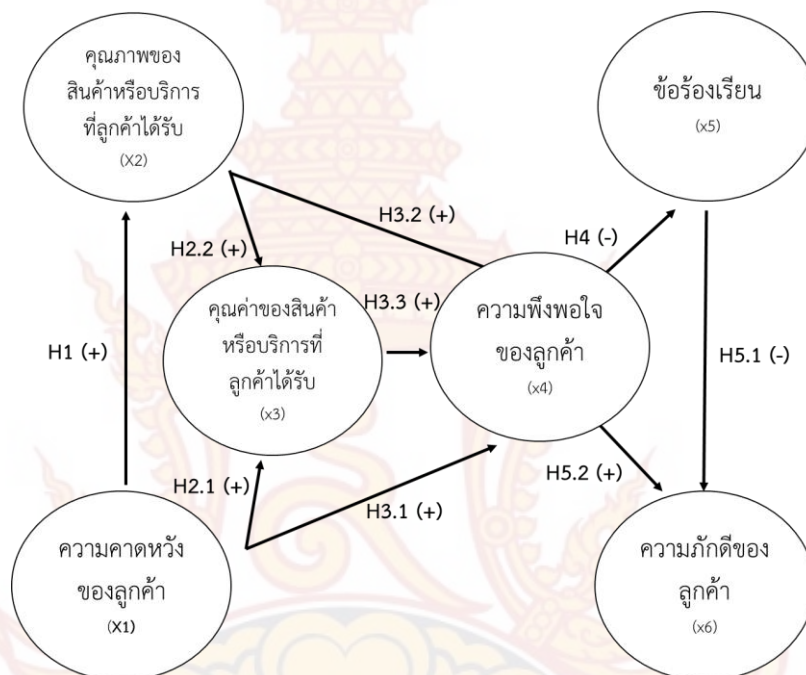 คุณภาพของ
สินค้าหรือบริการ
ที่ลูกค้าได้รับ
(X2)
ข้อร้องเรียน
(x5)
H3.2 (+)
H4 (-)
H2.2 (+)
คุณค่าของสินค้า
หรือบริการที่
ลูกค้าได้รับ
(x3)
H3.3 (+)
ความพึงพอใจ
ของลูกค้า
(x4)
H1 (+)
H5.1 (-)
H2.1 (+)
H3.1 (+)
H5.2 (+)
ความคาดหวัง
ของลูกค้า
(X1)
ความภักดีของ
ลูกค้า
(x6)